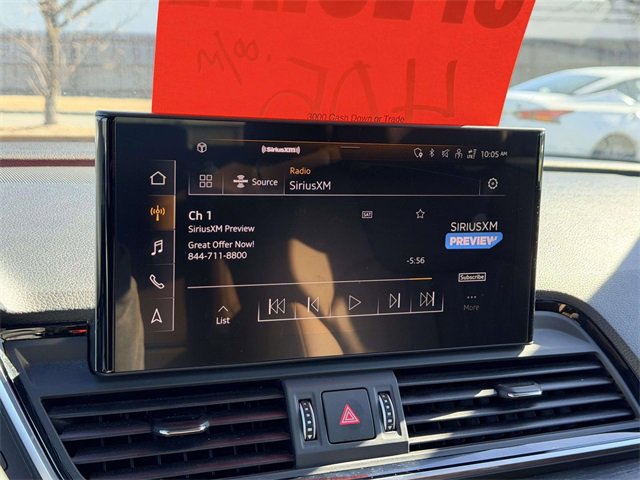 3000 Cash Down or Trade
((SiriusXM))
10:05 AM
Radio
Source
SiriusXM
Ch 1
SAT
SiriusXM Preview
Great Offer Now!
844-711-8800
-5:56
SIRIUSXM
PREVIEW
Subscribe
List
More